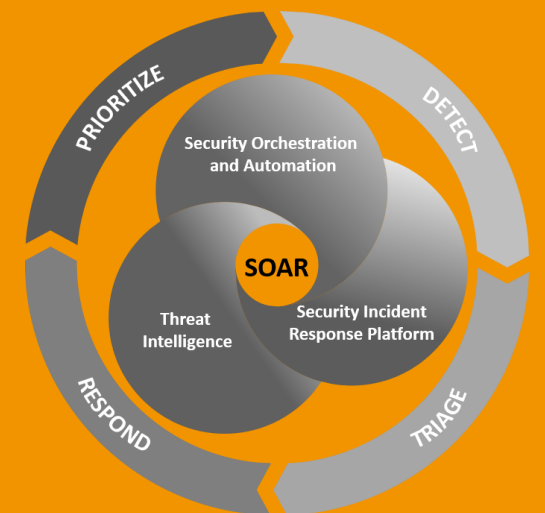 PRIORITIZE
DETECT
Security Orchestration
and Automation
SOAR
Threat
Intelligence
Security Incident
Response Platform
RESPOND
TRIAGE